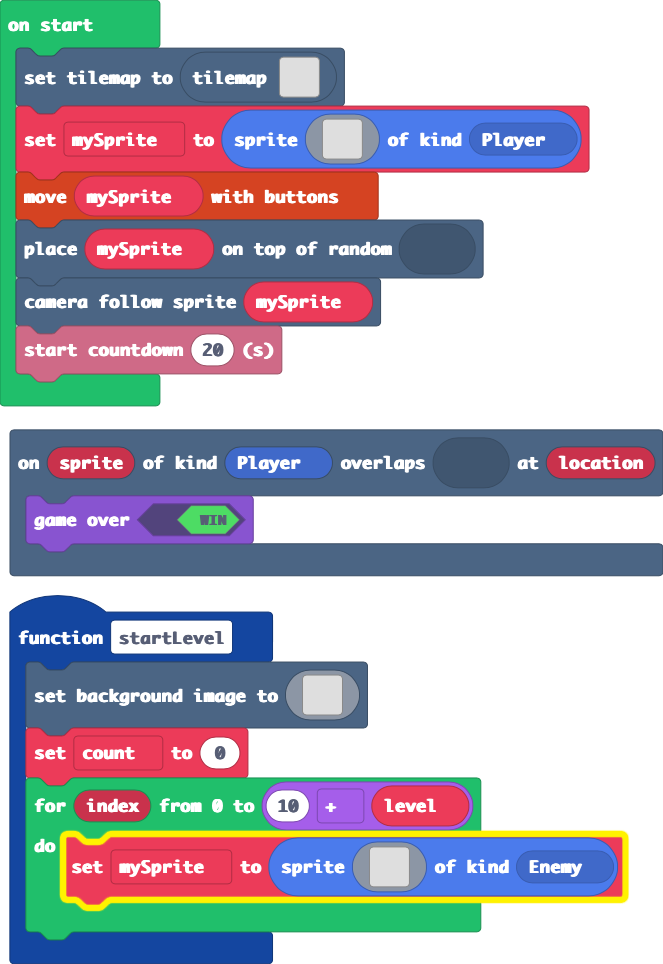 on start
set tilemap to tilemap
set mySprite to sprite of kind Player
move mySprite with buttons
place mySprite on top of random
camera follow sprite mySprite
start countdown 20 (s)
on sprite of kind Player overlaps at location
game over WIN
function startLevel
set background image to
set count to 0
for index from 0 to 10 + level
do
set mySprite to sprite of kind Enemy